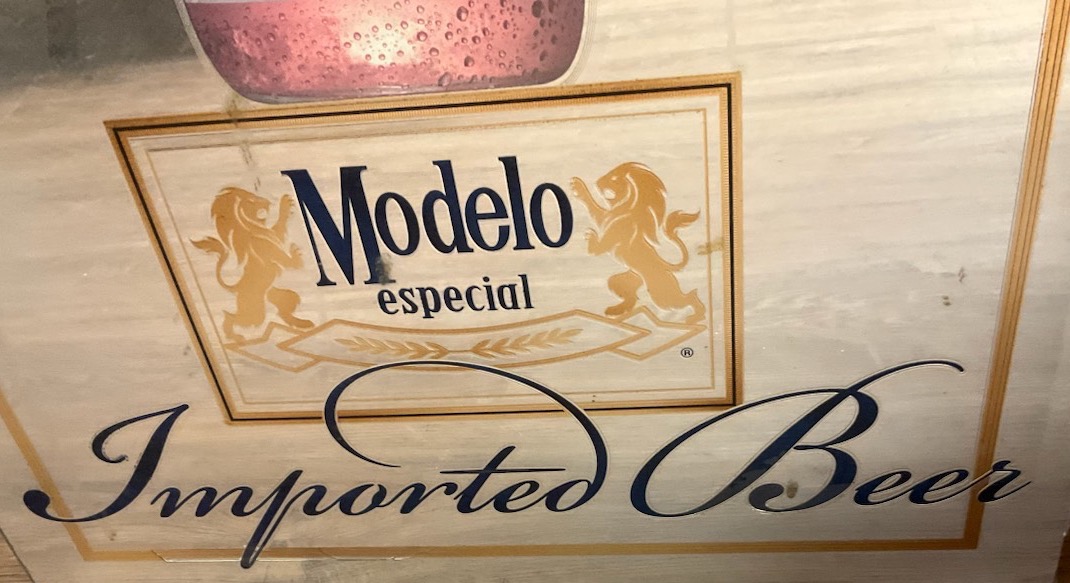 Modelo
especial
®
Imported Beer